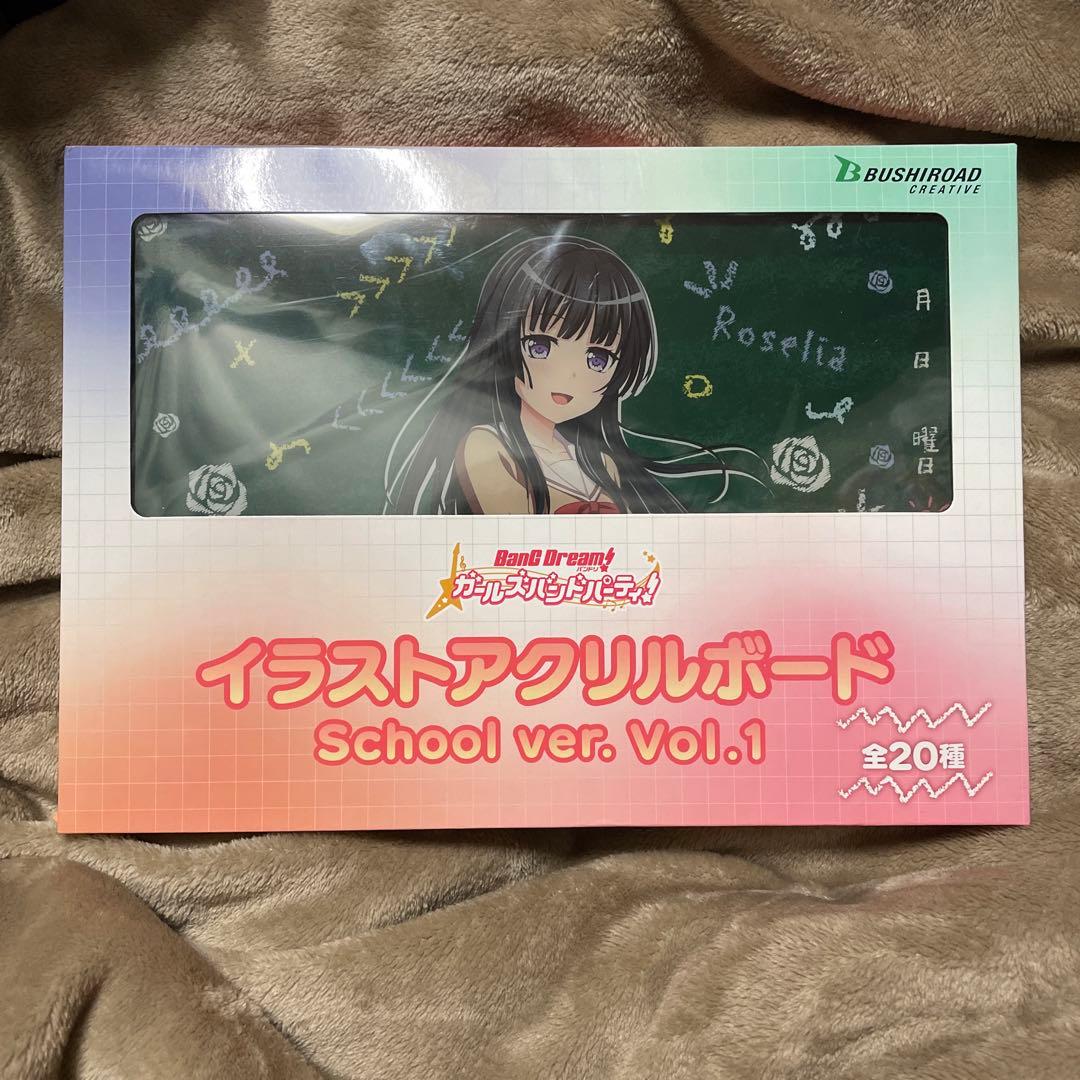 BUSHIROAD
CREATIVE
Roselia
月
日
曜日
BanG Dream!
バンドリ
ガールズバンドパーティ!
イラストアクリルボード
School ver. Vol.1
全20種